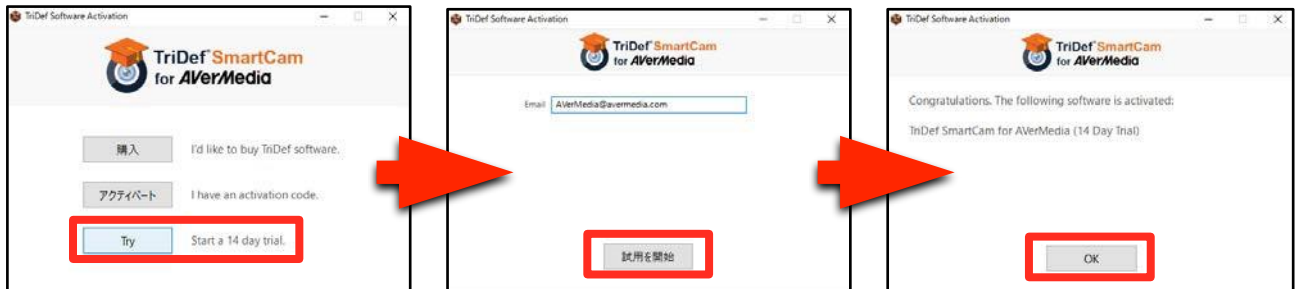 TriDef Software Activation
TriDef SmartCam
for AVerMedia
購入 I'd like to buy TriDef software.
アクティベート I have an activation code.
Try Start a 14 day trial.
TriDef Software Activation
TriDef SmartCam
for AVerMedia
Email AVerMedia@avermedia.com
試用を開始
TriDef Software Activation
TriDef SmartCam
for AVerMedia
Congratulations. The following software is activated:
TriDef SmartCam for AVerMedia (14 Day Trial)
OK